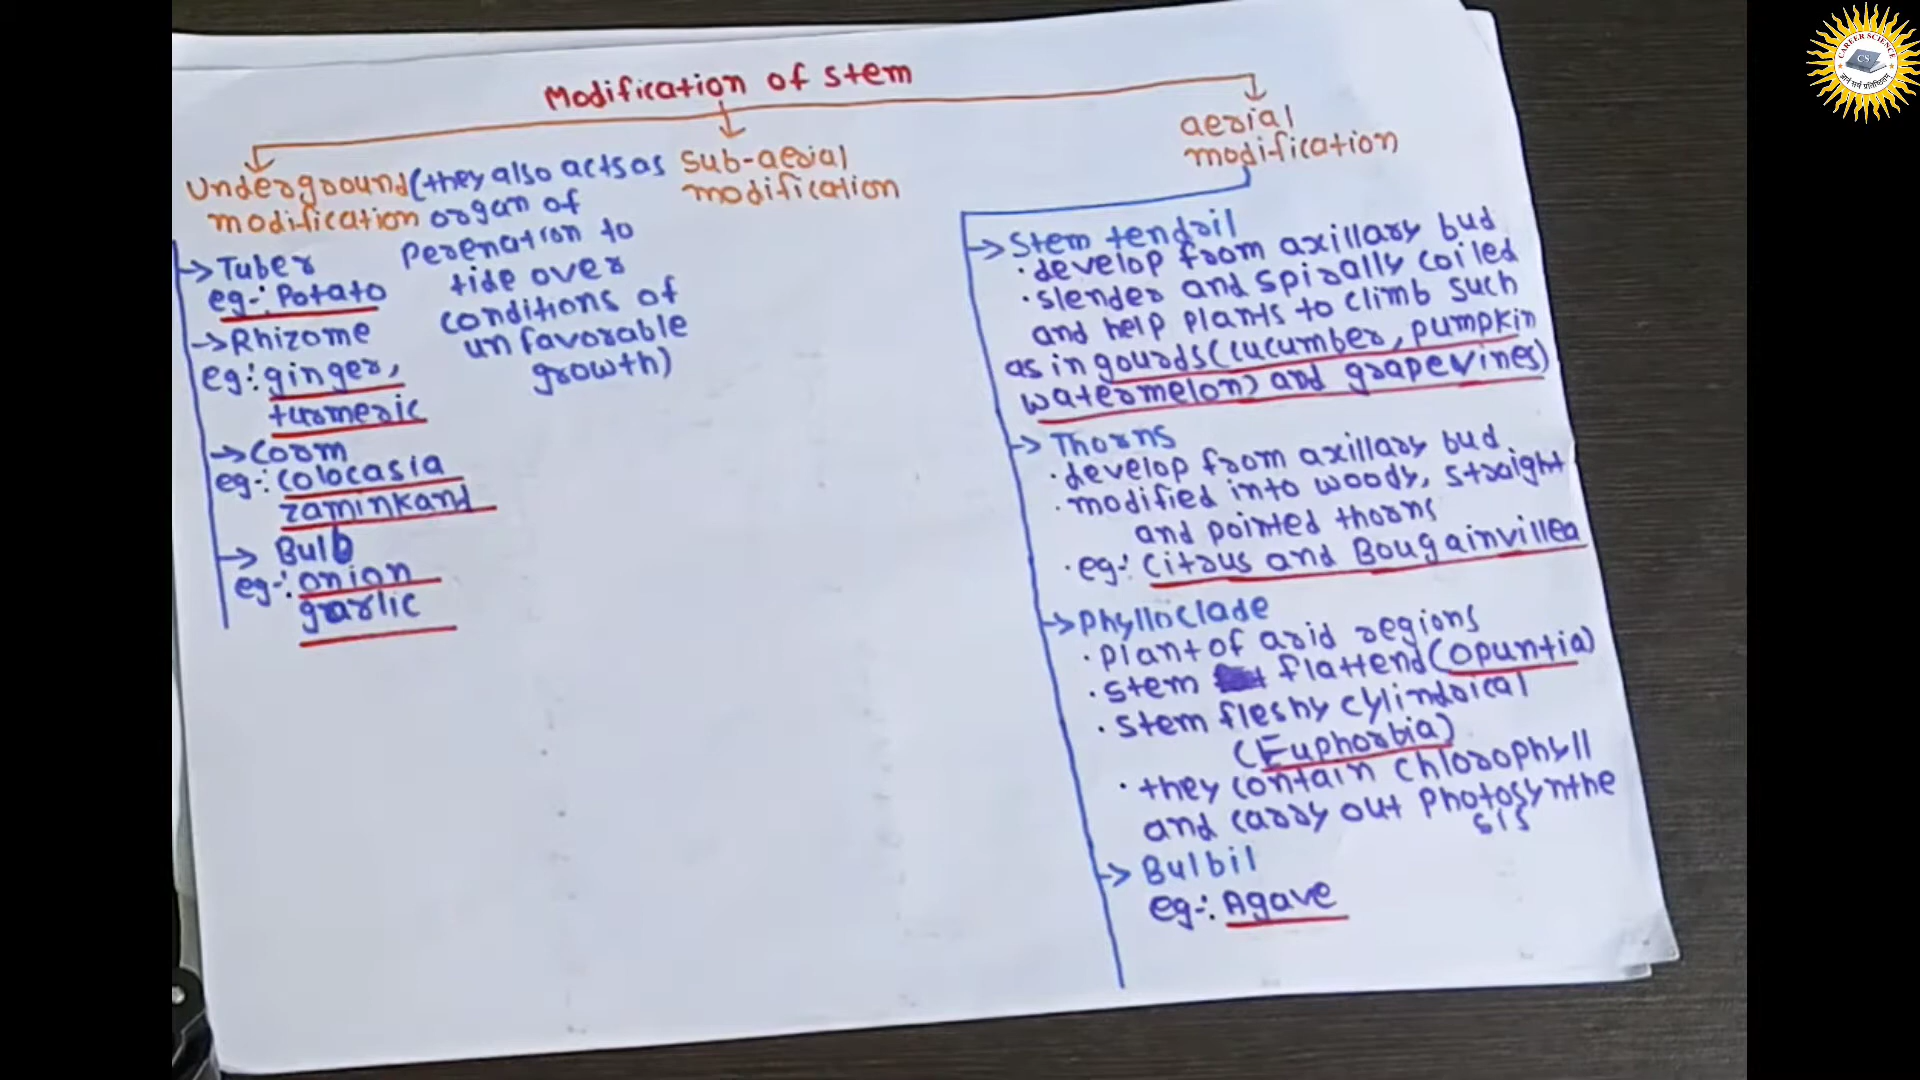 Modification of stem
Underground (they also acts as
modification organ of
perenation to
tide over
conditions of
unfavorable
growth)
→ Tuber
eg-: Potato
→ Rhizome
eg-: ginger,
turmeric
→ Corm
eg-: colocasia
zaminkand
→ Bulb
eg-: onion
garlic
Sub-aerial
modification
aerial
modification
→ Stem tendril
· develop from axillary bud
· slender and spirally coiled
and help plants to climb such
as in gourds (cucumber, pumpkin
watermelon) and grapevines)
→ Thorns
· develop from axillary bud
· modified into woody, straight
and pointed thorns
· eg-: Citrus and Bougainvillea
→ Phylloclade
· plant of arid regions
· stem flattend (Opuntia)
· stem fleshy cylindrical
(Euphorbia)
· they contain chlorophyll
and carry out photosynthe
sis
→ Bulbil
eg-: Agave
CAREER SCIENCE
CS